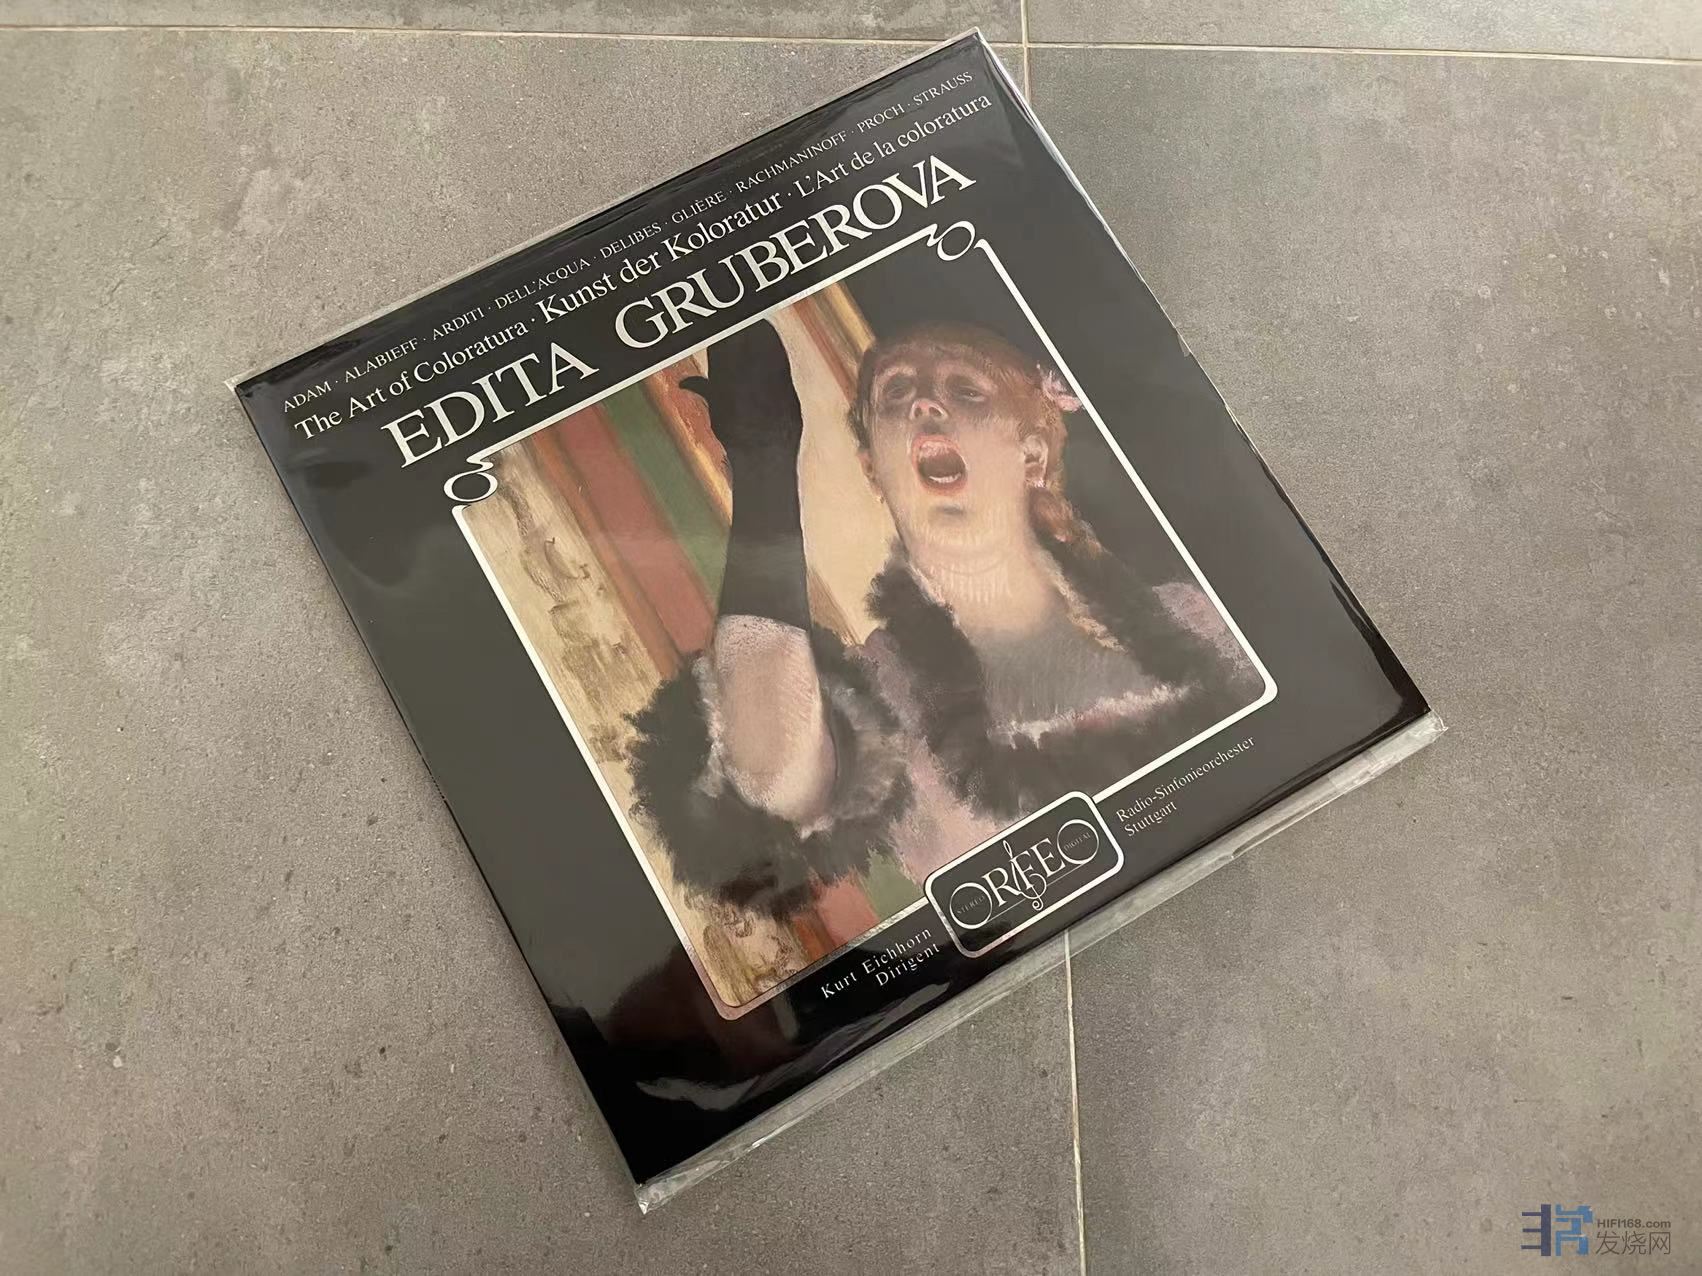 ADAM · ALABIEFF · ARDITI · DELL'ACQUA · DELIBES · GLIÈRE · RACHMANINOFF · PROCH · STRAUSS
The Art of Coloratura · Kunst der Koloratur · L'Art de la coloratura
EDITA GRUBEROVA
STEREO ORFEO DIGITAL
Kurt Eichhorn
Dirigent
Radio-Sinfonieorchester
Stuttgart
HIFI168.com
发烧网